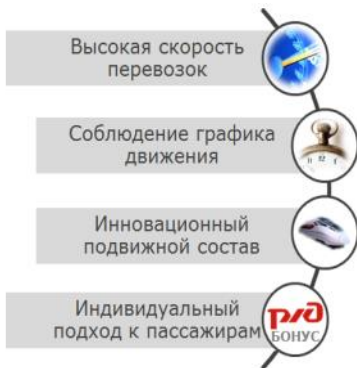 Высокая скорость
перевозок
Соблюдение графика
движения
Инновационный
подвижной состав
Индивидуальный
подход к пассажирам
ржд
БОНУС